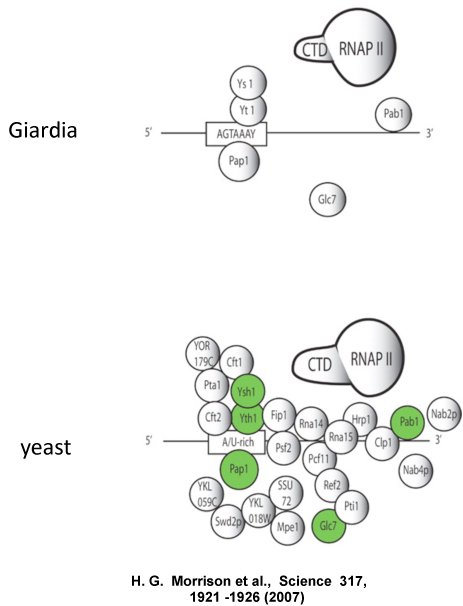 CTD RNAP II
Ys 1
Yt 1
Pab1
Giardia
5'
AGTAAAY
3'
Pap1
Glc7
YOR
179C
Cft1
CTD
RNAP II
Pta1
Ysh1
Cft2
Yth1
Fip1
Rna14
Hrp1
Pab1
Nab2p
yeast
5'
A/U-rich
Psf2
Rna15
Clp1
3'
Pap1
Pcf11
Nab4p
YKL
059C
SSU
72
Ref2
Swd2p
YKL
018W
Mpe1
Glc7
Pti1
H. G. Morrison et al., Science 317,
1921 -1926 (2007)